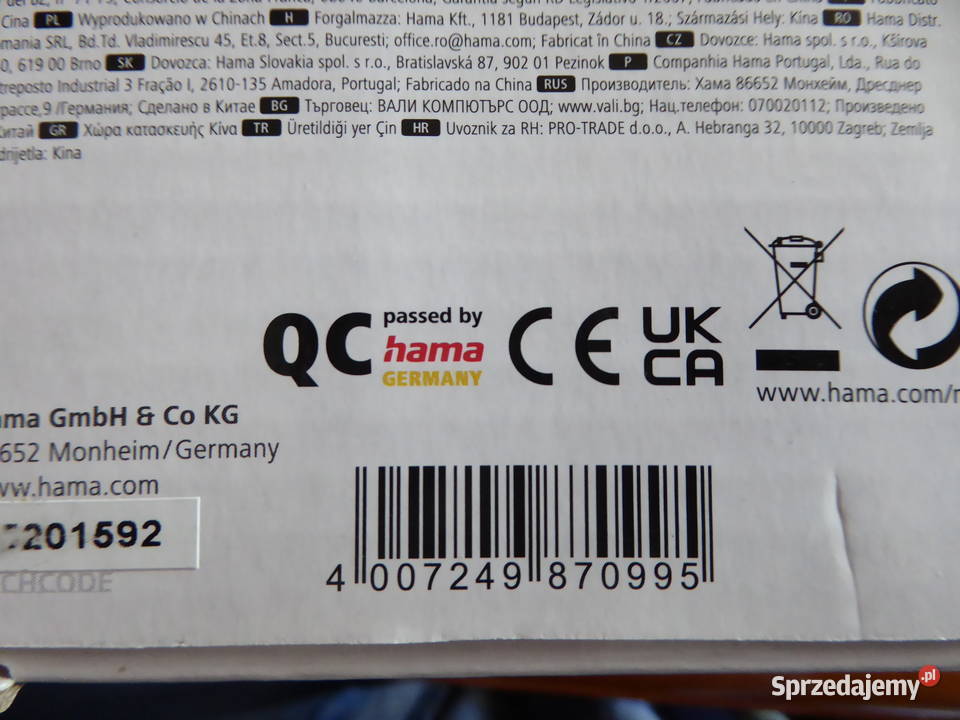 Cina PL Wyprodukowano w Chinach H Forgalmazza: Hama Kft., 1181 Budapest, Zádor u. 18.; Származási Hely: Kína RO Hama Distr.
mania SRL, Bd.Td. Vladimirescu 45, Et.8, Sect.5, Bucuresti; office.ro@hama.com; Fabricat în China CZ Dovozce: Hama spol. s r.o., Kšírova
0, 619 00 Brno SK Dovozca: Hama Slovakia spol. s r.o., Bratislavská 87, 902 01 Pezinok P Companhia Hama Portugal, Lda., Rua do
treposto Industrial 3 Fração I, 2610-135 Amadora, Portugal; Fabricado na China RUS Производитель: Хама 86652 Монхейм, Дрезднер
рассе,9 /Германия; Сделано в Китае BG Търговец: ВАЛИ КОМПЮТЪРС ООД; www.vali.bg; Нац.телефон: 070020112; Произведено
Китай GR Χώρα κατασκευής Κίνα TR Üretildiği yer Çin HR Uvoznik za RH: PRO-TRADE d.o.o., A. Hebranga 32, 10000 Zagreb; Zemlja
drijetla: Kina
QC passed by
hama
GERMANY
CE
UK
CA
www.hama.com/
ama GmbH & Co KG
652 Monheim/Germany
ww.hama.com
201592
CHCODE
4 007249 870995
Sprzedajemy.pl